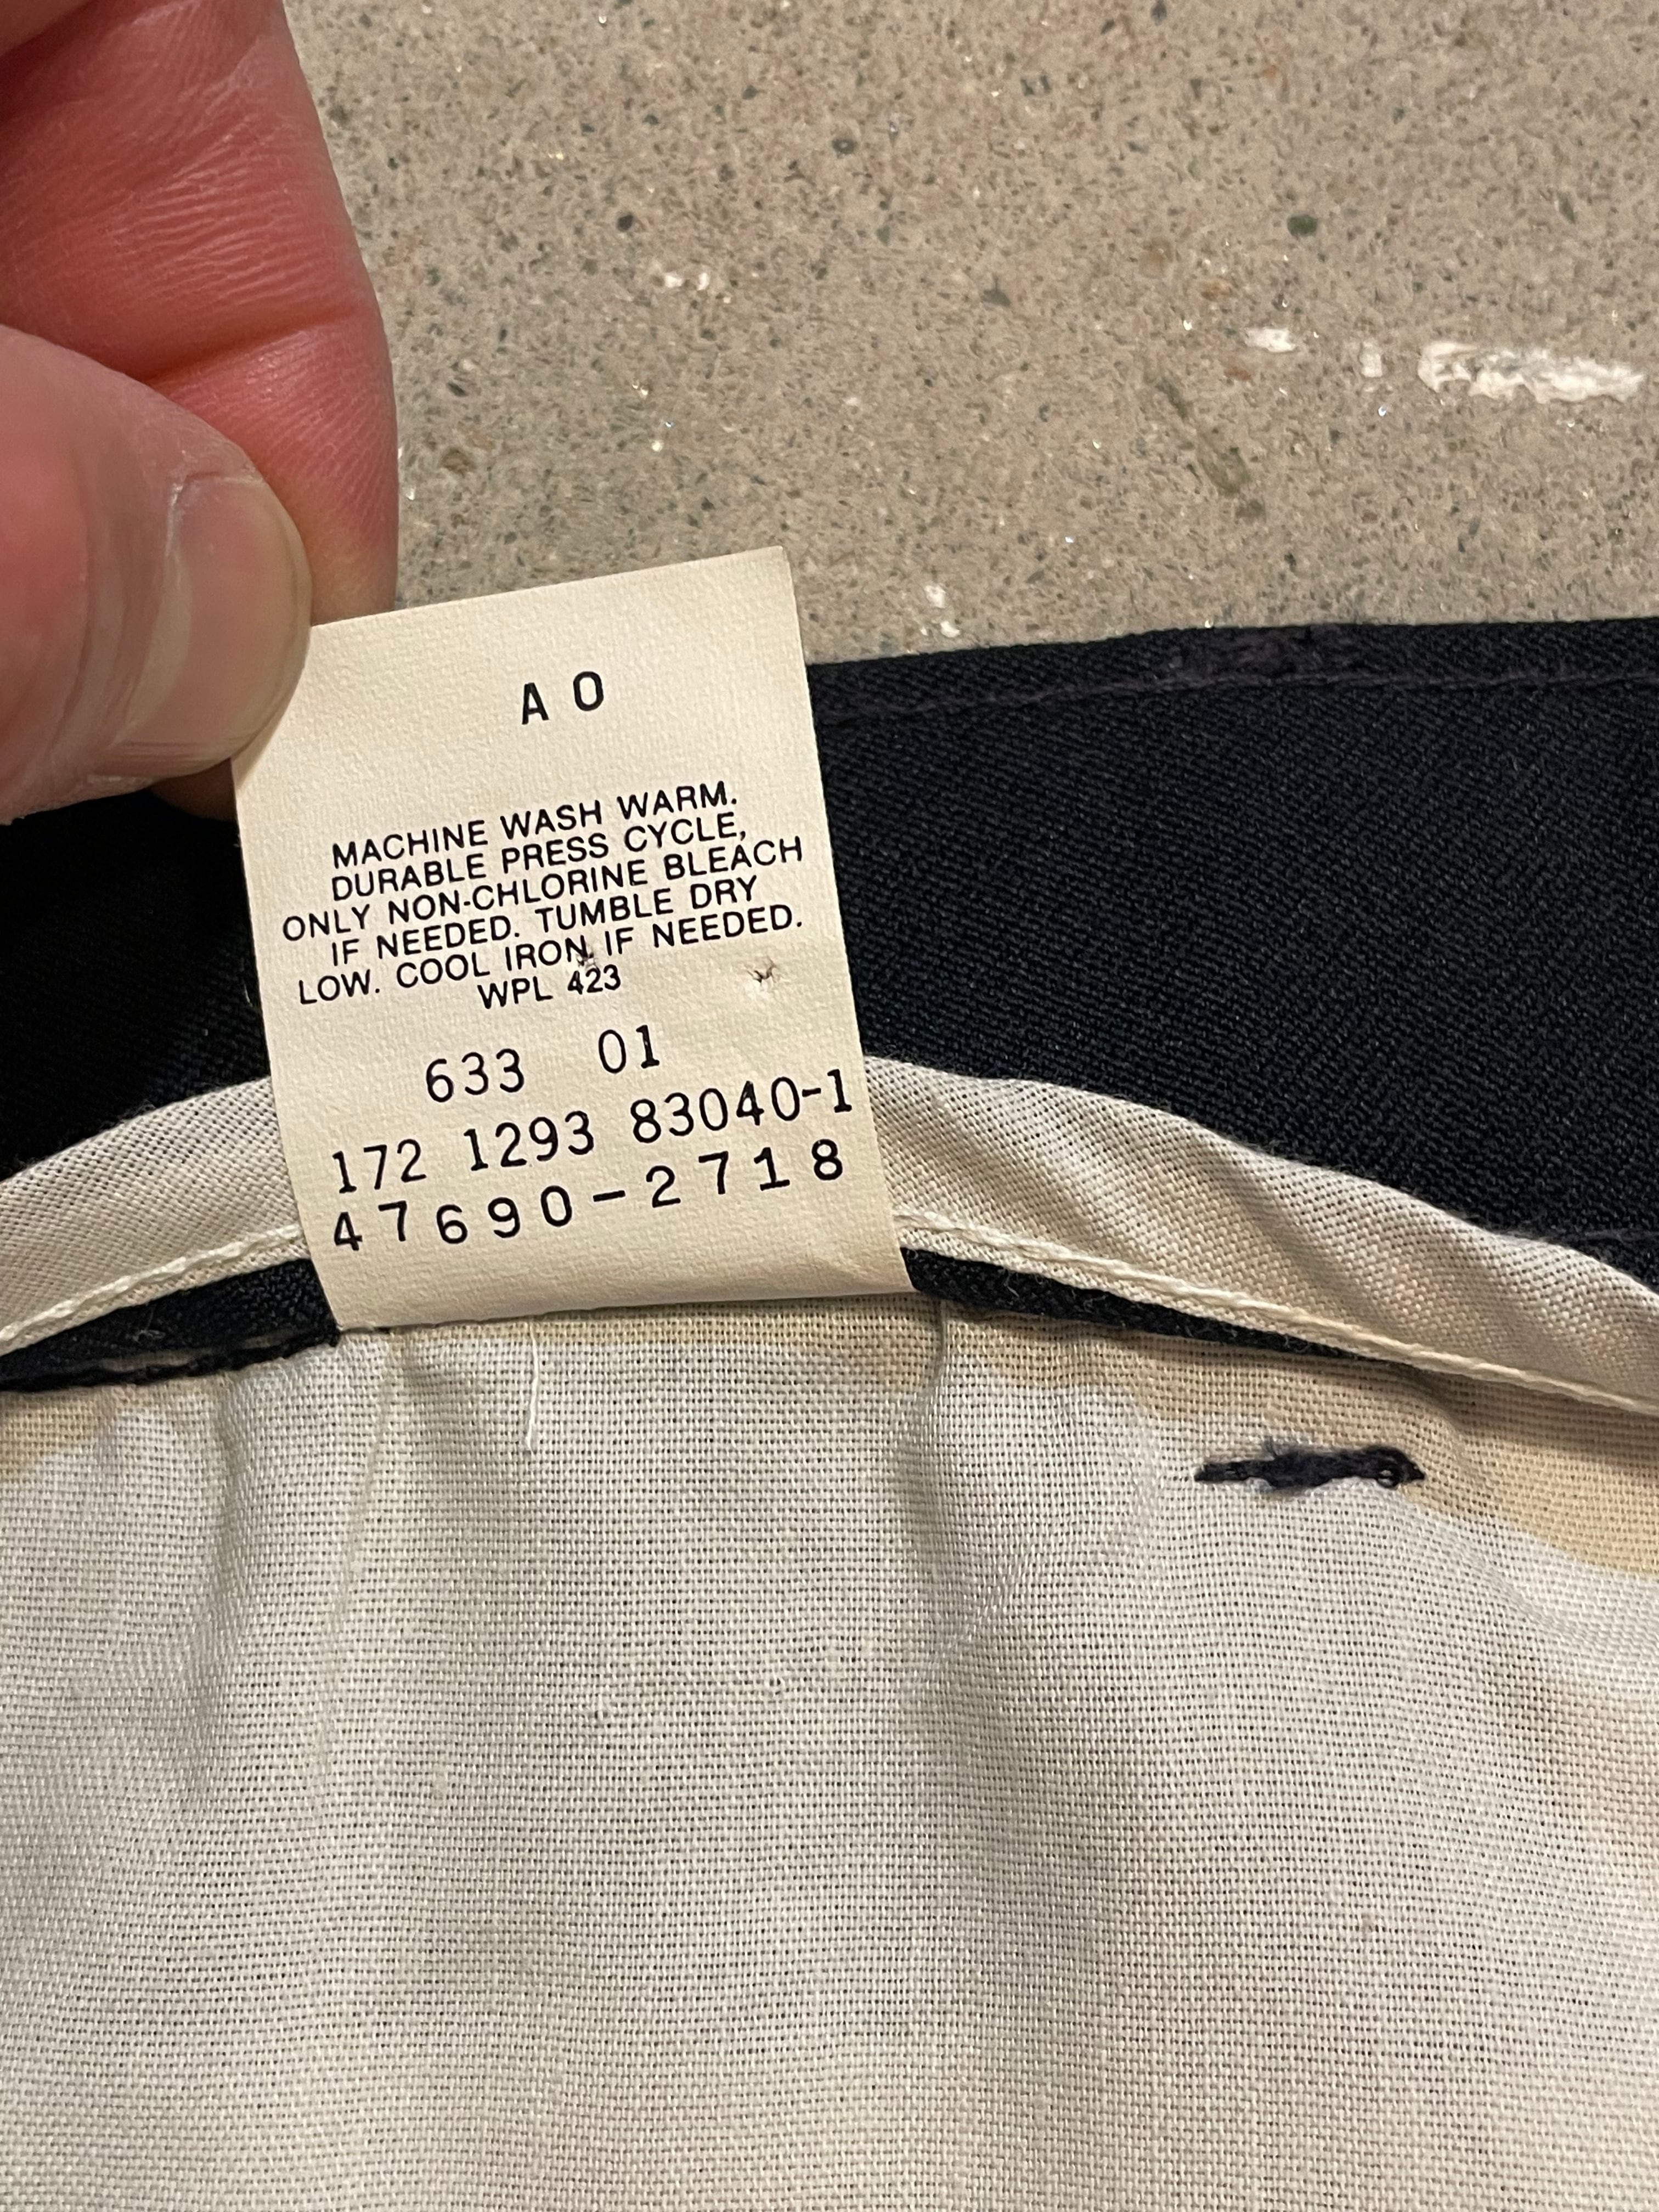 A O
MACHINE WASH WARM.
DURABLE PRESS CYCLE,
ONLY NON-CHLORINE BLEACH
IF NEEDED. TUMBLE DRY
LOW. COOL IRON IF NEEDED.
WPL 423
633 01
172 1293 83040-1
47690-2718